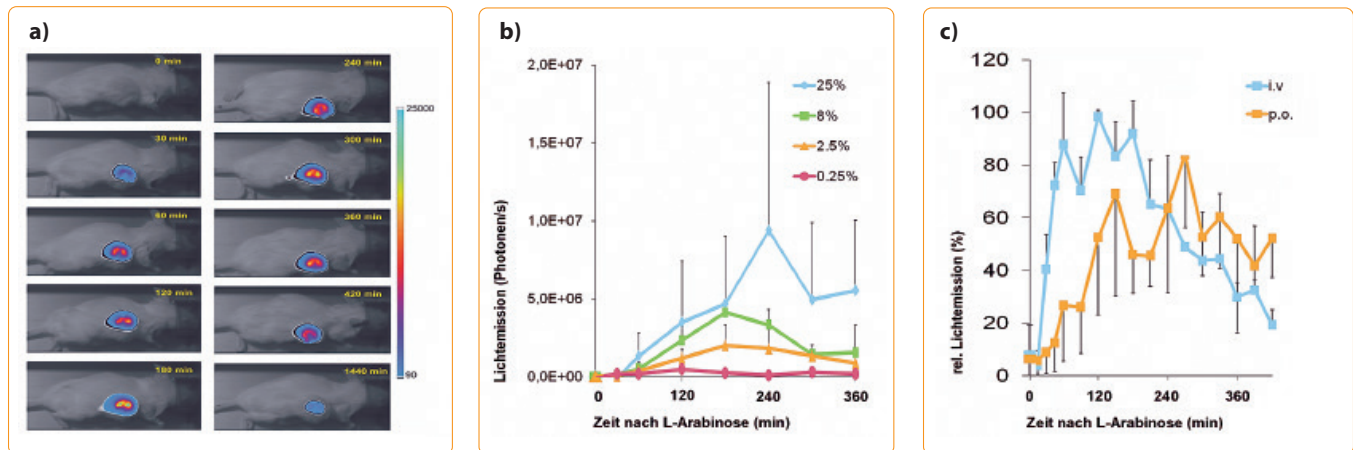 a)
0 min
240 min
30 min
300 min
60 min
360 min
120 min
420 min
180 min
1440 min
25000
90
b)
2,0E+07
1,5E+07
1,0E+07
5,0E+06
0,0E+00
Lichtemission (Photonen/s)
25%
8%
2.5%
0.25%
120
240
360
Zeit nach L-Arabinose (min)
c)
120
100
80
60
40
20
0
rel. Lichtemission (%)
i.v
p.o.
0
120
240
360
Zeit nach L-Arabinose (min)